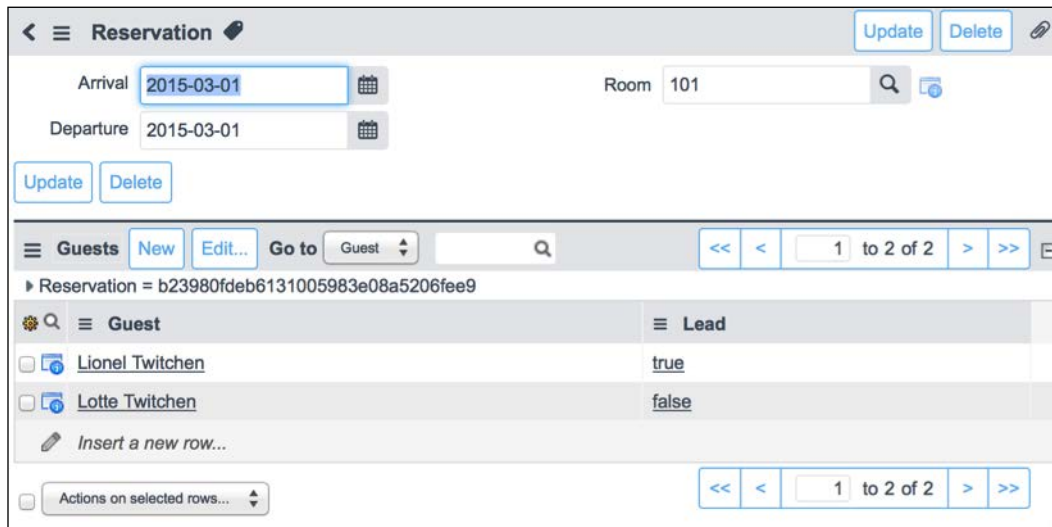 Reservation Update Delete
Arrival 2015-03-01 Room 101
Departure 2015-03-01
Update Delete
Guests New Edit... Go to Guest << < 1 to 2 of 2 > >>
Reservation = b23980fdeb6131005983e08a5206fee9
Guest Lead
Lionel Twitchen true
Lotte Twitchen false
Insert a new row...
Actions on selected rows... << < 1 to 2 of 2 > >>